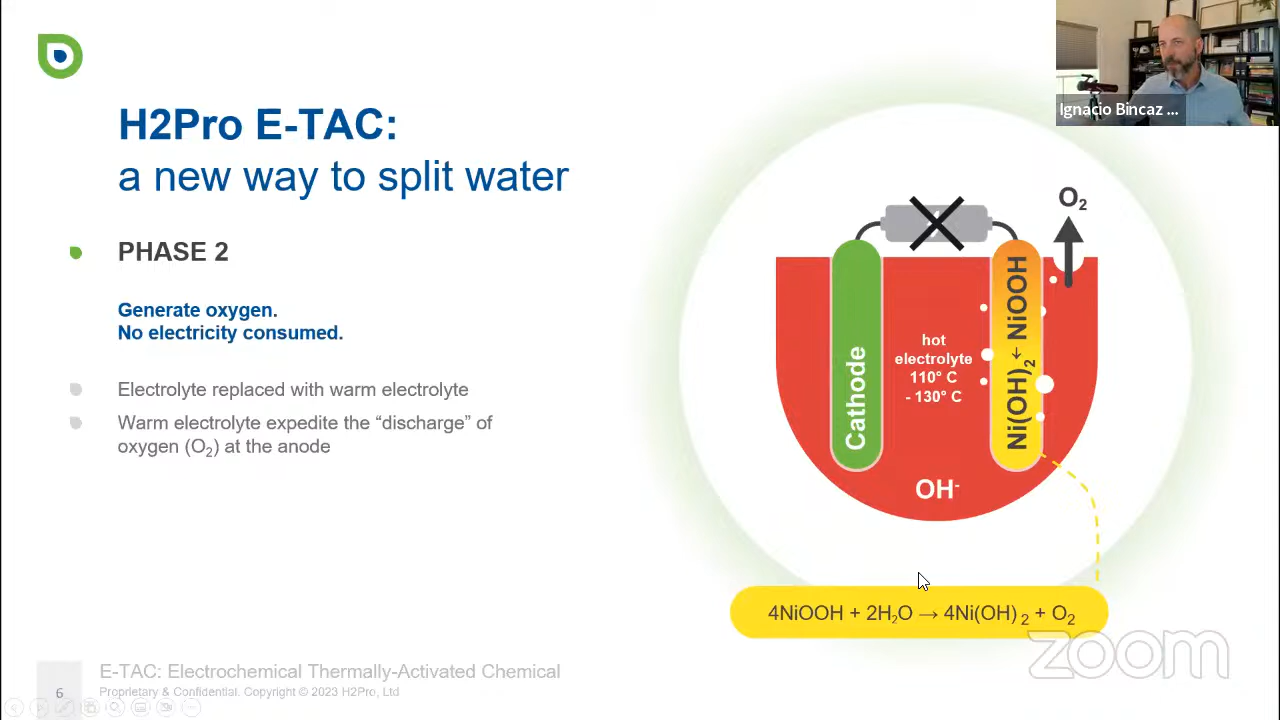 Ignacio Bincaz ...
H2Pro E-TAC:
a new way to split water
PHASE 2
Generate oxygen.
No electricity consumed.
Electrolyte replaced with warm electrolyte
Warm electrolyte expedite the “discharge” of
oxygen (O₂) at the anode
O₂
Cathode
hot
electrolyte
110° C
- 130° C
Ni(OH)₂ ← NiOOH
OH⁻
4NiOOH + 2H₂O → 4Ni(OH) ₂ + O₂
zoom
E-TAC: Electrochemical Thermally-Activated Chemical
Proprietary & Confidential. Copyright © 2023 H2Pro, Ltd
6